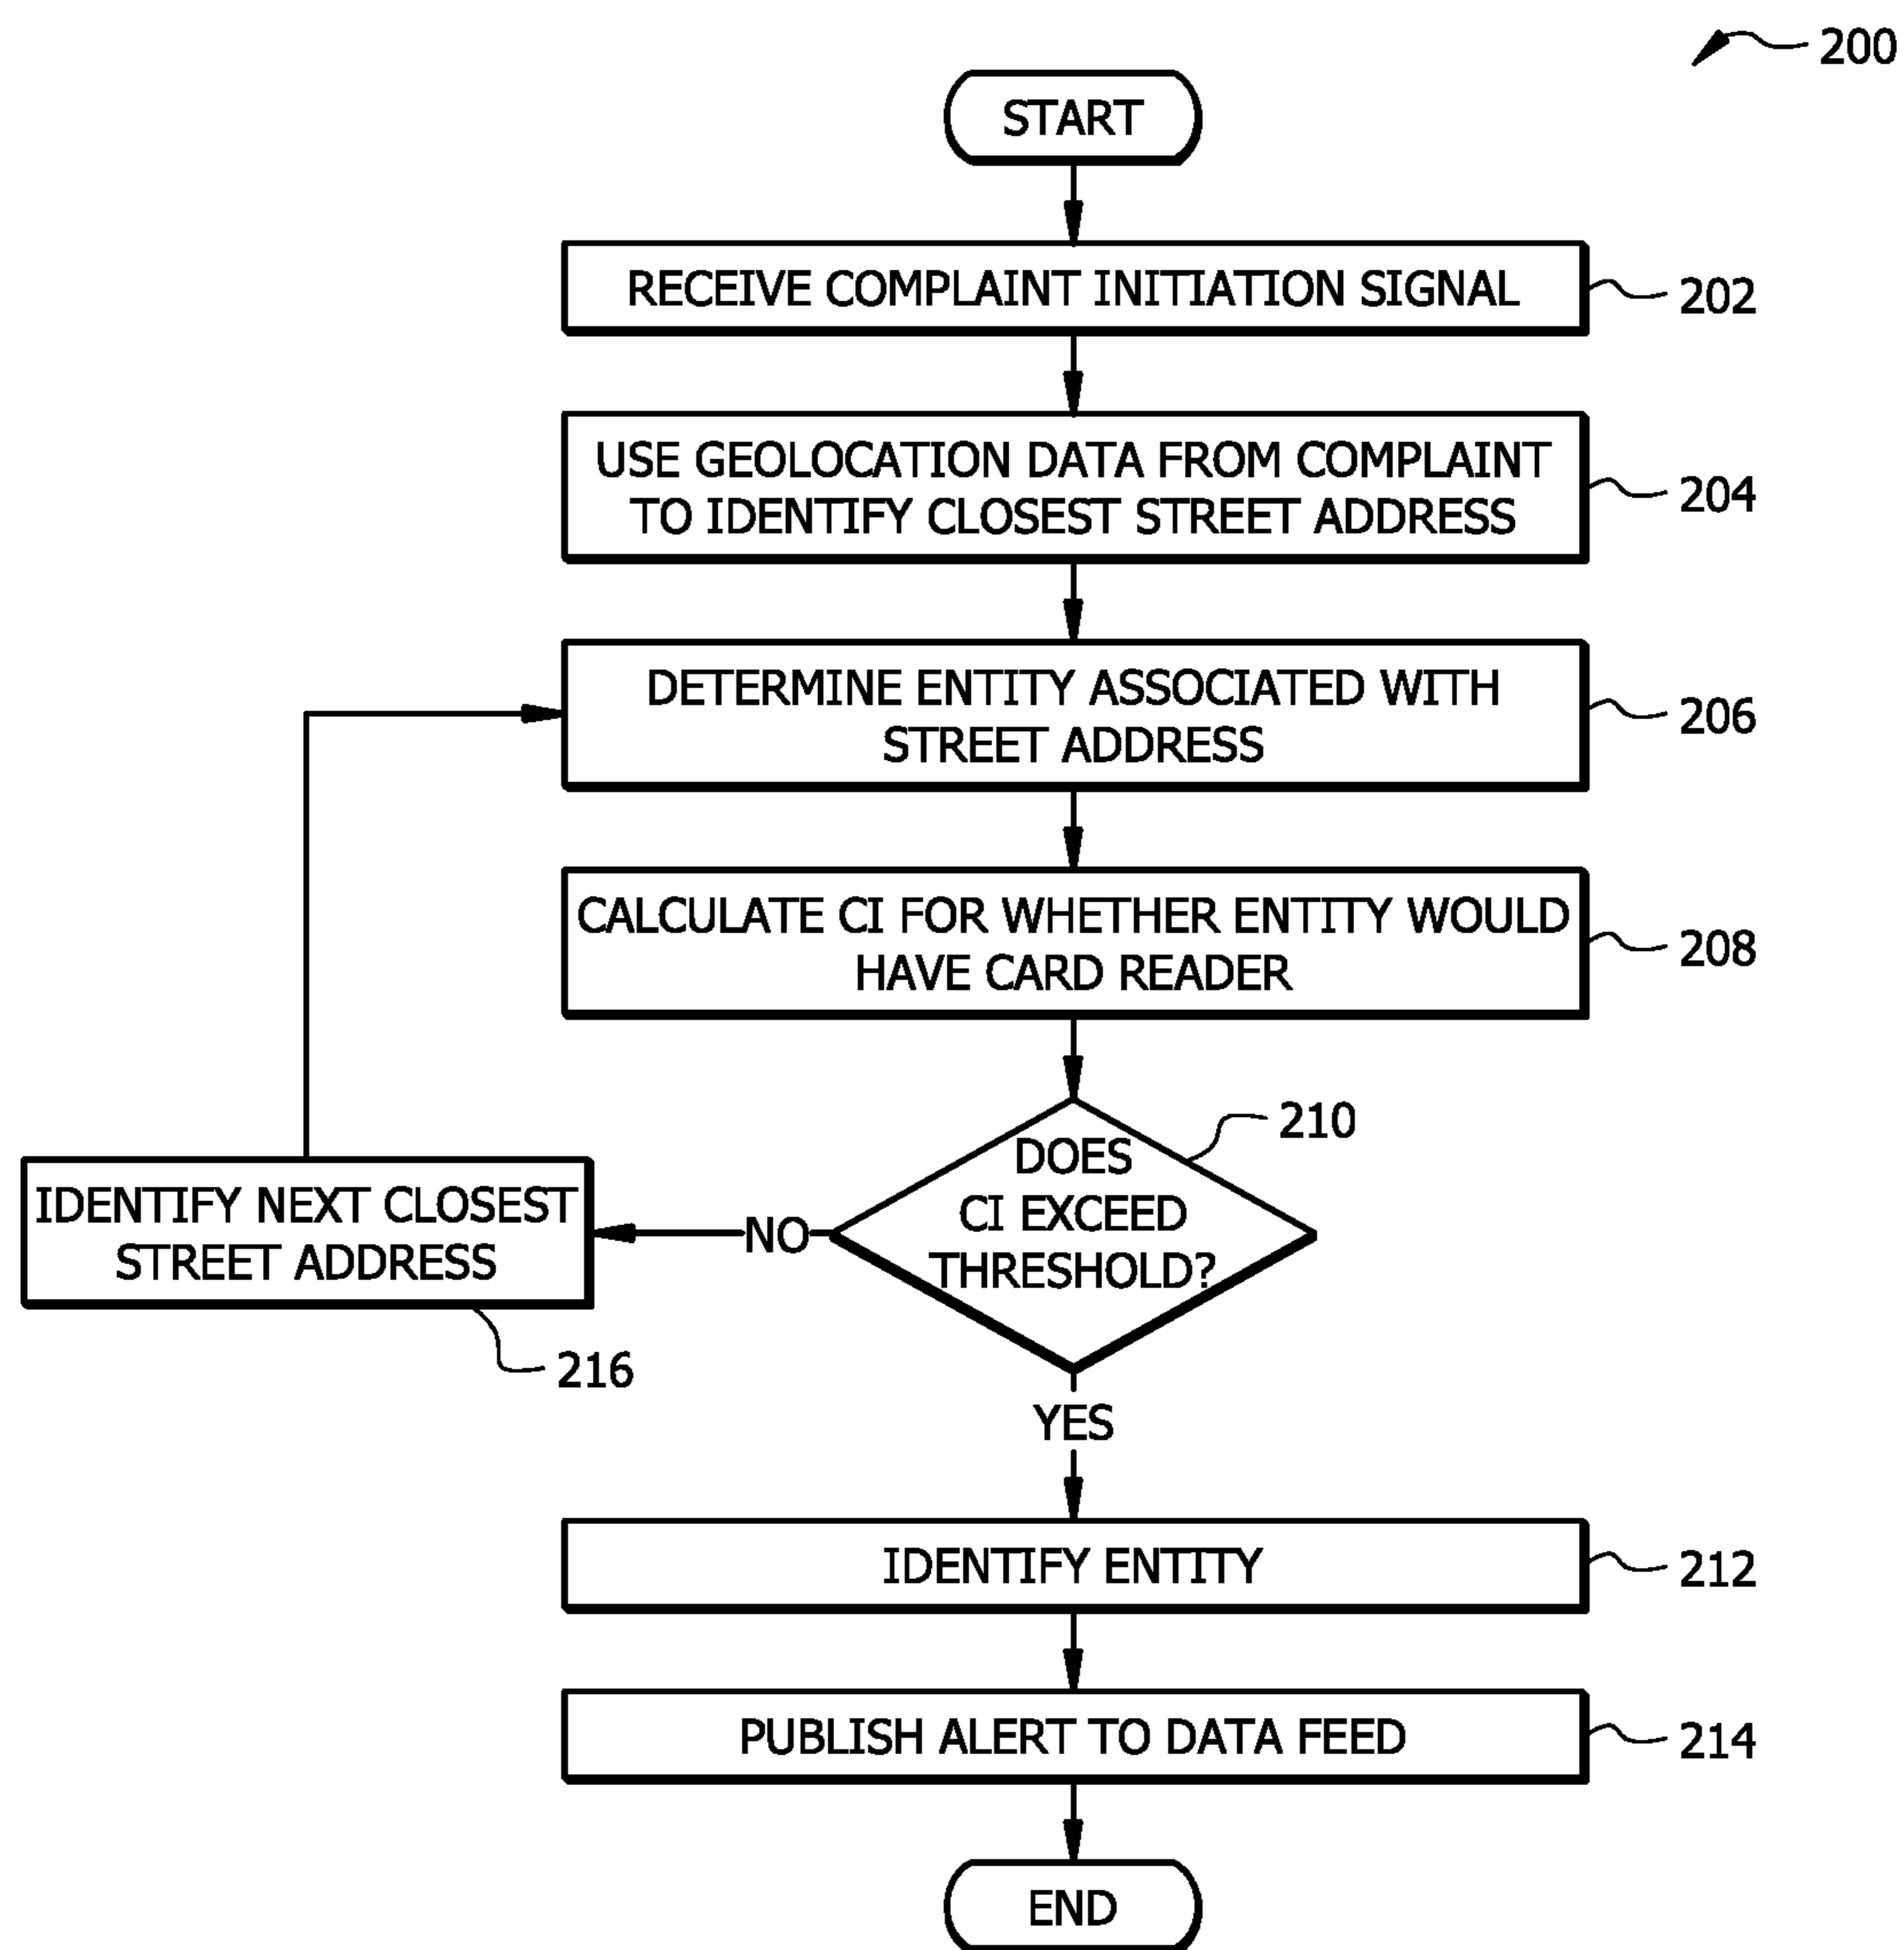 200
START
RECEIVE COMPLAINT INITIATION SIGNAL
202
USE GEOLOCATION DATA FROM COMPLAINT
TO IDENTIFY CLOSEST STREET ADDRESS
204
DETERMINE ENTITY ASSOCIATED WITH
STREET ADDRESS
206
CALCULATE CI FOR WHETHER ENTITY WOULD
HAVE CARD READER
208
DOES
CI EXCEED
THRESHOLD?
210
NO
IDENTIFY NEXT CLOSEST
STREET ADDRESS
216
YES
IDENTIFY ENTITY
212
PUBLISH ALERT TO DATA FEED
214
END